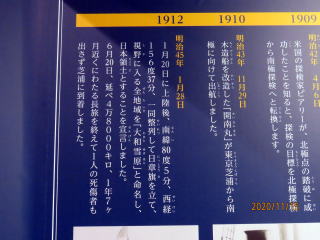 1909
明治42年 4月6日
米国の探検家ピアリーが、北極点の踏破に成
功したことを知ると、探検の目標を北極探検
から南極探検へと転換します。
1910
明治43年 11月29日
木造船を改造した「開南丸」が東京芝浦から南
極に向けて出航しました。
1912
明治45年 1月28日
1月20日に上陸後、南緯80度5分、西経
156度37分、一同整列して日章旗を立て、
視野に入る全地域を「大和雪原」と命名し、
日本領土とすることを宣言しました。
6月20日、延べ4万8000キロ、1年7ヶ
月近くにわたる長旅を終えて1人の死傷者も
出さず芝浦に到着しました。
2020/11/